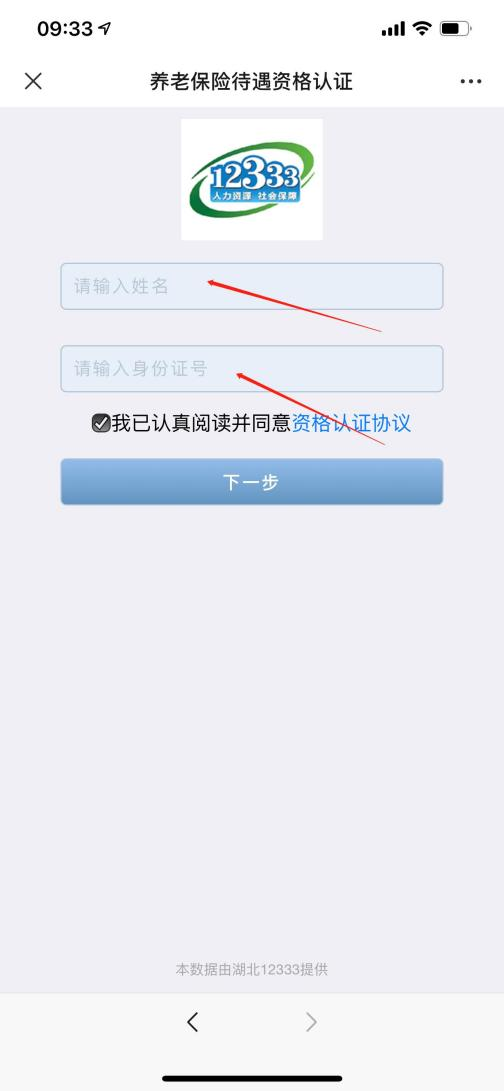 09:33
养老保险待遇资格认证
12333
人力资源 社会保障
请输入姓名
请输入身份证号
我已认真阅读并同意资格认证协议
下一步
本数据由湖北12333提供